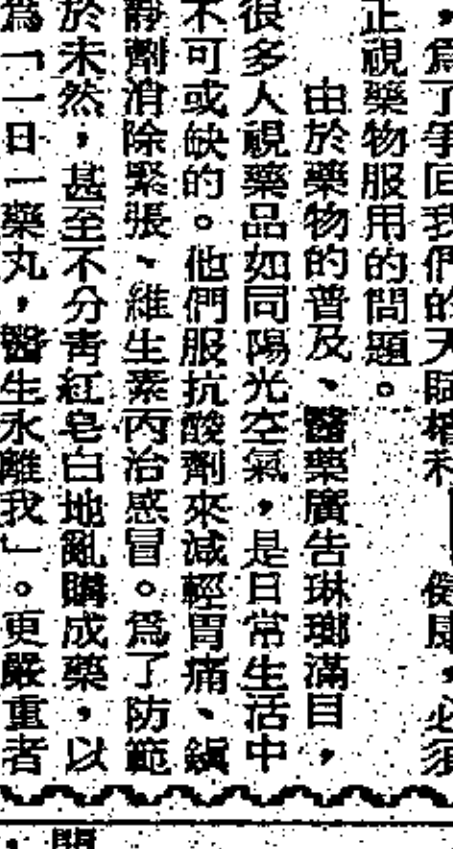 ，爲了爭回我們的天賦權利—健康，必須
正視藥物服用的問題。
由於藥物的普及、醫藥廣告琳瑯滿目，
很多人視藥品如同陽光空氣，是日常生活中
不可或缺的。他們服抗酸劑來減輕胃痛、鎭
靜劑消除緊張、維生素丙治感冒。爲了防範
於未然，甚至不分靑紅皂白地亂購成藥，以
爲「一日一藥丸，醫生永離我」。更嚴重者